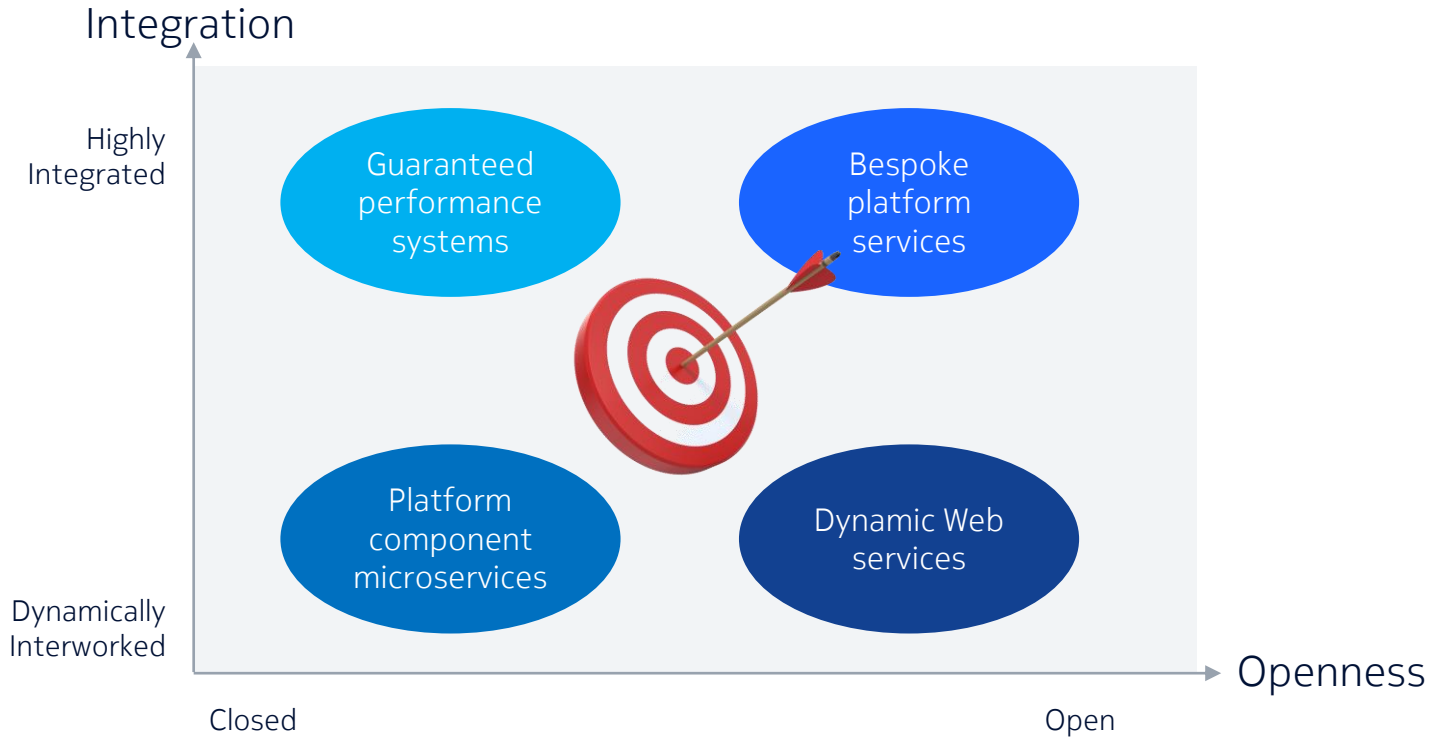 Integration
Highly
Integrated
Guaranteed
performance
systems
Bespoke
platform
services
Platform
component
microservices
Dynamic Web
services
Dynamically
Interworked
Openness
Closed
Open